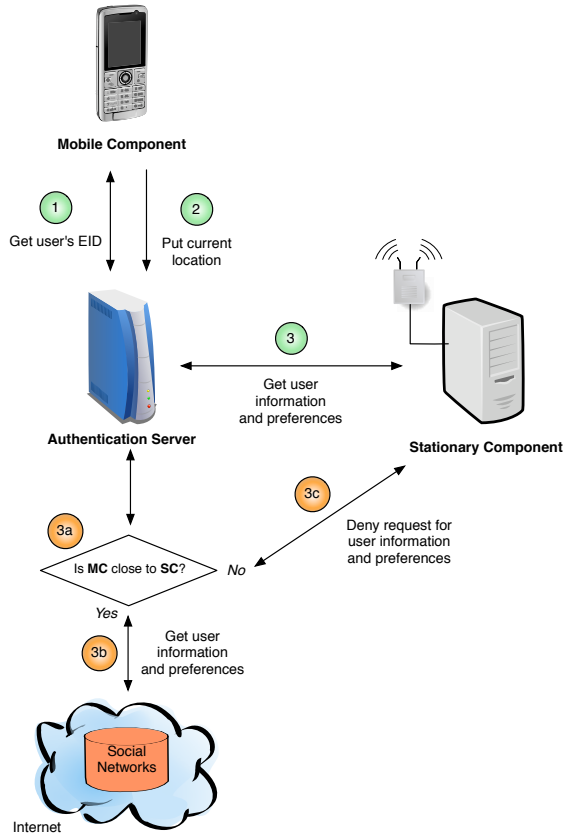 Mobile Component
1
2
Get user's EID
Put current
location
3
Get user
information
and preferences
Authentication Server
Stationary Component
3a
3c
Deny request for
user information
and preferences
Is MC close to SC?
No
Yes
3b
Get user
information
and preferences
Social
Networks
Internet